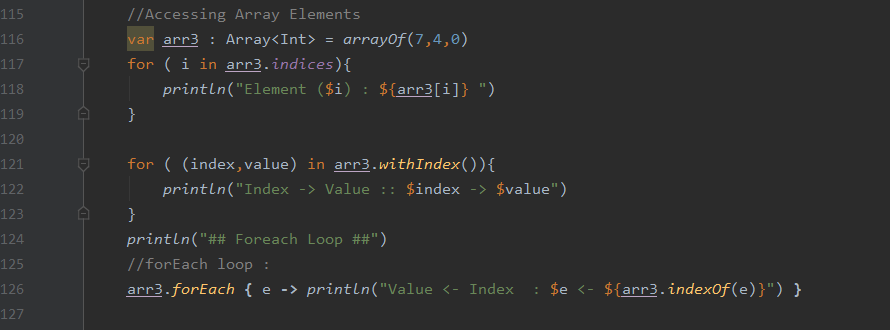 115 //Accessing Array Elements
116 var arr3 : Array<Int> = arrayOf(7,4,0)
117 for ( i in arr3.indices){
118 println("Element ($i) : ${arr3[i]} ")
119 }
120
121 for ( (index,value) in arr3.withIndex()){
122 println("Index -> Value :: $index -> $value")
123 }
124 println("## Foreach Loop ##")
125 //forEach loop :
126 arr3.forEach { e -> println("Value <- Index  : $e <- ${arr3.indexOf(e)}") }
127